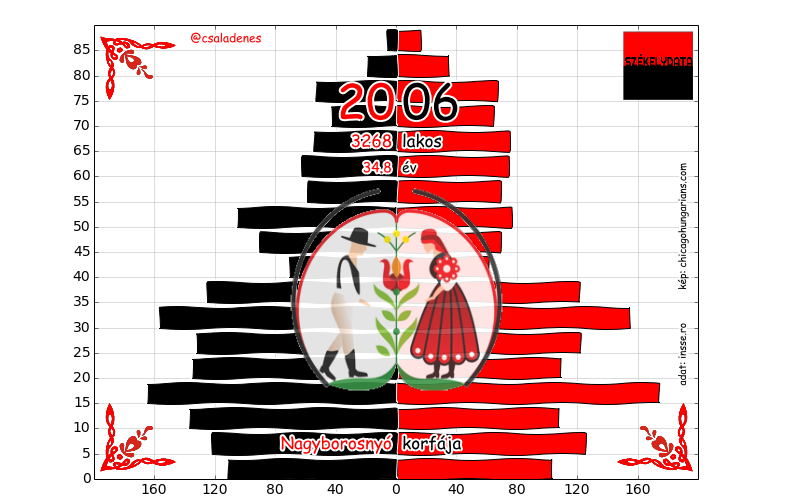 @csaladenes
SZÉKELYDATA
2006
3268 lakos
34.8 év
kép: chicagohungarians.com
adat: insse.ro
Nagyborosnyó korfája
85
80
75
70
65
60
55
50
45
40
35
30
25
20
15
10
5
0
160 120 80 40 0 40 80 120 160